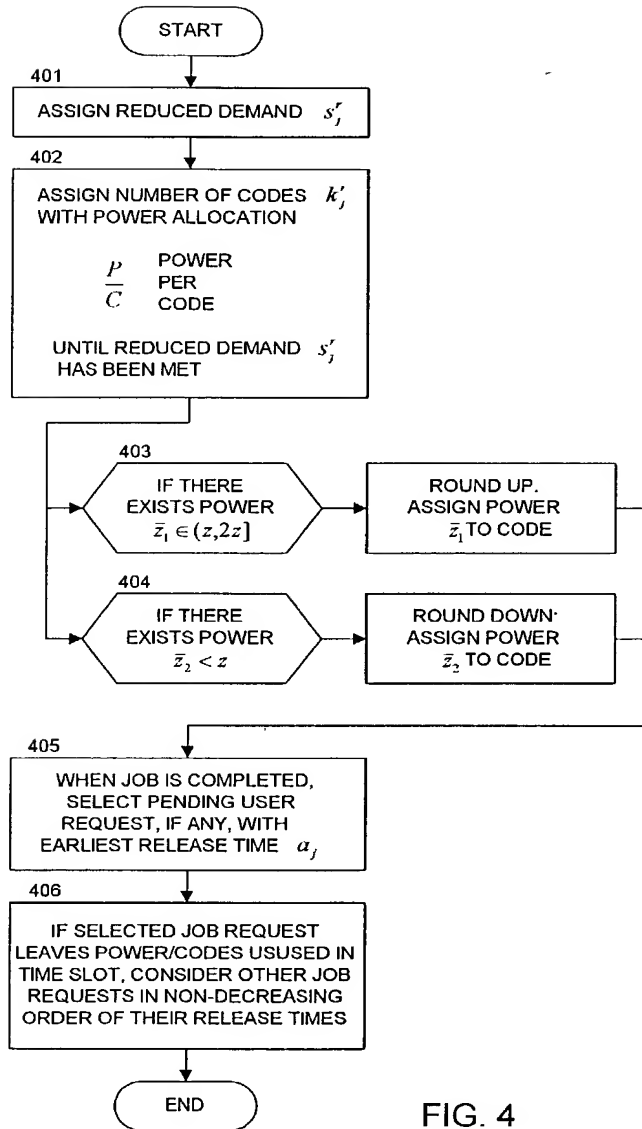 START
401
ASSIGN REDUCED DEMAND s_j^r
402
ASSIGN NUMBER OF CODES k'_j
WITH POWER ALLOCATION
P/C POWER
PER
CODE
UNTIL REDUCED DEMAND s_j^r
HAS BEEN MET
403
IF THERE
EXISTS POWER
z̄₁ ∈ (z,2z]
ROUND UP.
ASSIGN POWER
z̄₁ TO CODE
404
IF THERE
EXISTS POWER
z̄₂ < z
ROUND DOWN·
ASSIGN POWER
z̄₂ TO CODE
405
WHEN JOB IS COMPLETED,
SELECT PENDING USER
REQUEST, IF ANY, WITH
EARLIEST RELEASE TIME a_j
406
IF SELECTED JOB REQUEST
LEAVES POWER/CODES USUSED IN
TIME SLOT, CONSIDER OTHER JOB
REQUESTS IN NON-DECREASING
ORDER OF THEIR RELEASE TIMES
END
FIG. 4